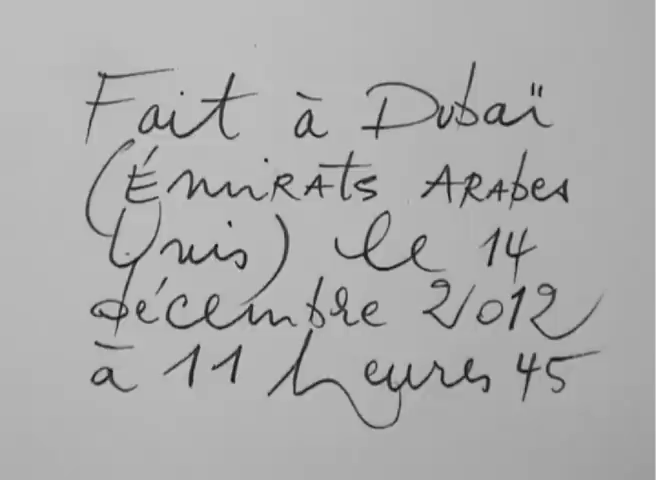 Fait à Dubaï
(Émirats Arabes
Unis) le 14
décembre 2012
à 11 heures 45